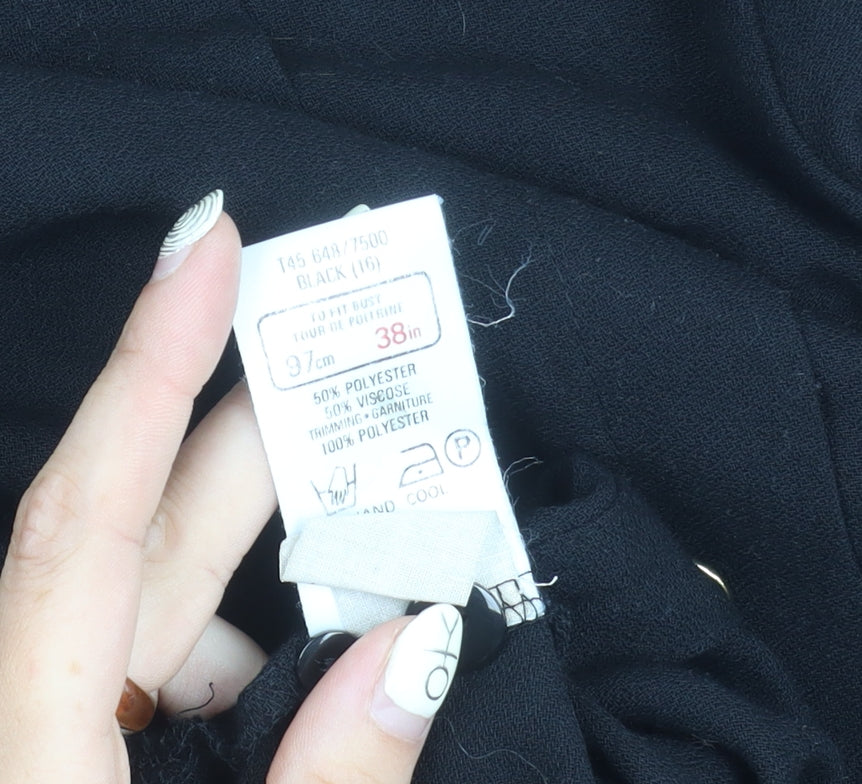 T45 648/7500
BLACK (16)
TO FIT BUST
TOUR DE POITRINE
97cm 38in
50% POLYESTER
50% VISCOSE
TRIMMING • GARNITURE
100% POLYESTER
P
HAND COOL